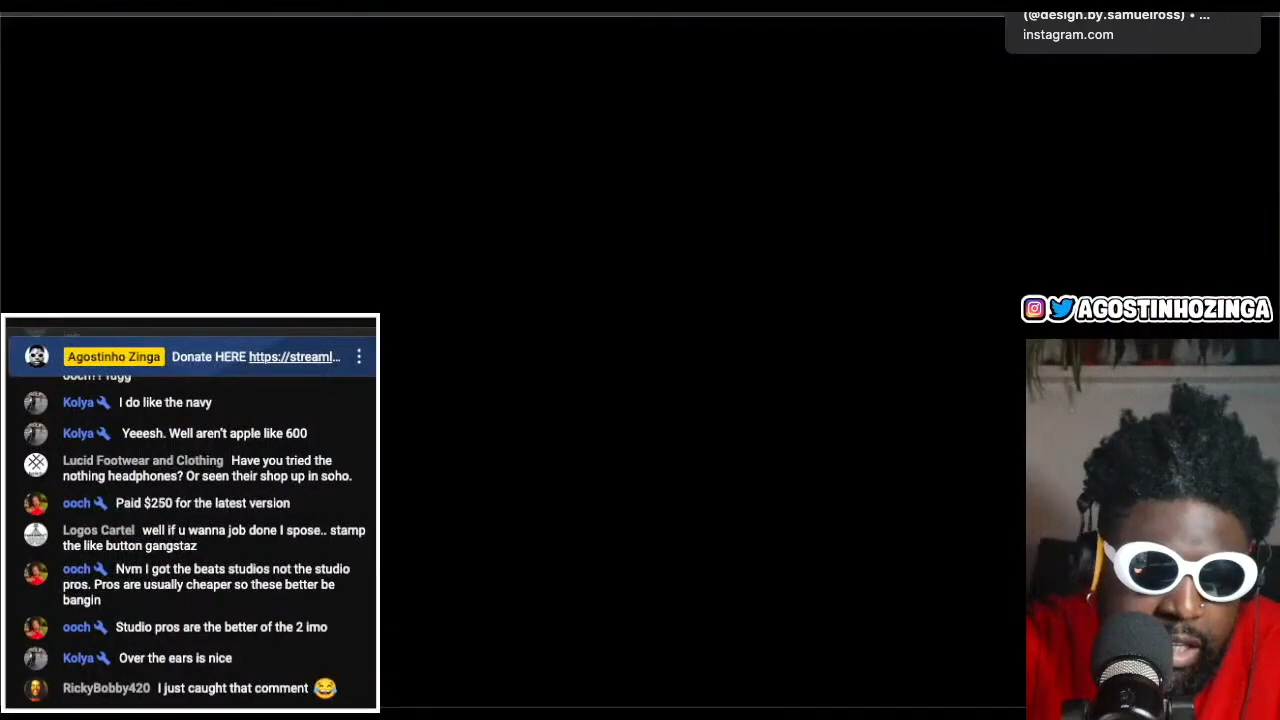 (@design.by.samuelross) • ...
instagram.com
AGOSTINHOZINGA
Agostinho Zinga Donate HERE https://streaml...
Kolya I do like the navy
Kolya Yeeesh. Well aren't apple like 600
Lucid Footwear and Clothing Have you tried the
nothing headphones? Or seen their shop up in soho.
ooch Paid $250 for the latest version
Logos Cartel well if u wanna job done I spose.. stamp
the like button gangstaz
ooch Nvm I got the beats studios not the studio
pros. Pros are usually cheaper so these better be
bangin
ooch Studio pros are the better of the 2 imo
Kolya Over the ears is nice
RickyBobby420 I just caught that comment 😂